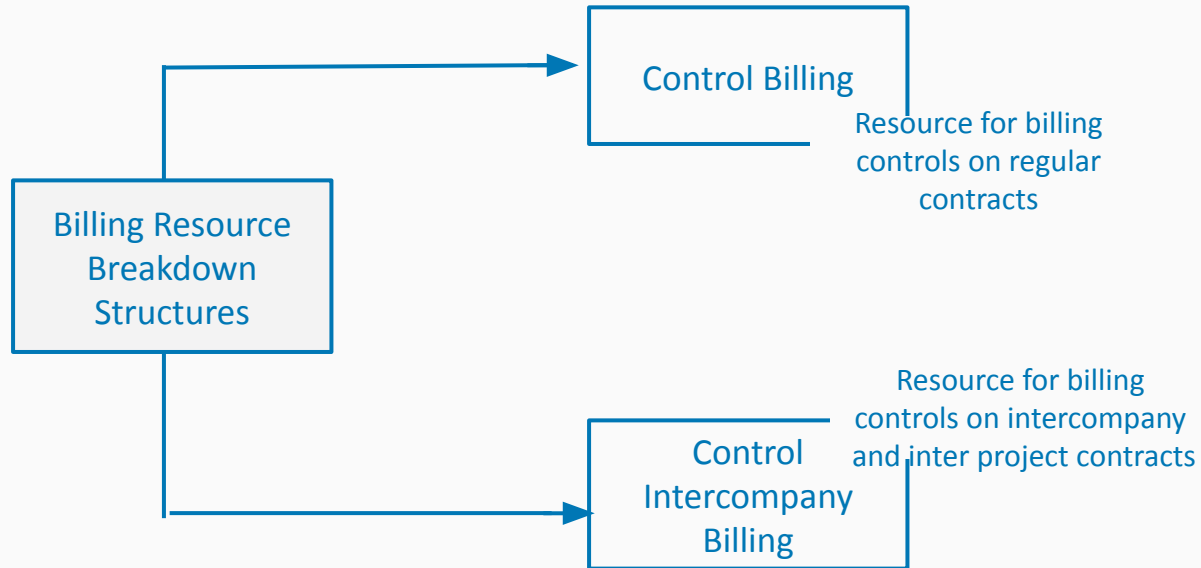 Control Billing
Resource for billing
controls on regular
contracts
Billing Resource
Breakdown
Structures
Resource for billing
controls on intercompany
and inter project contracts
Control
Intercompany
Billing